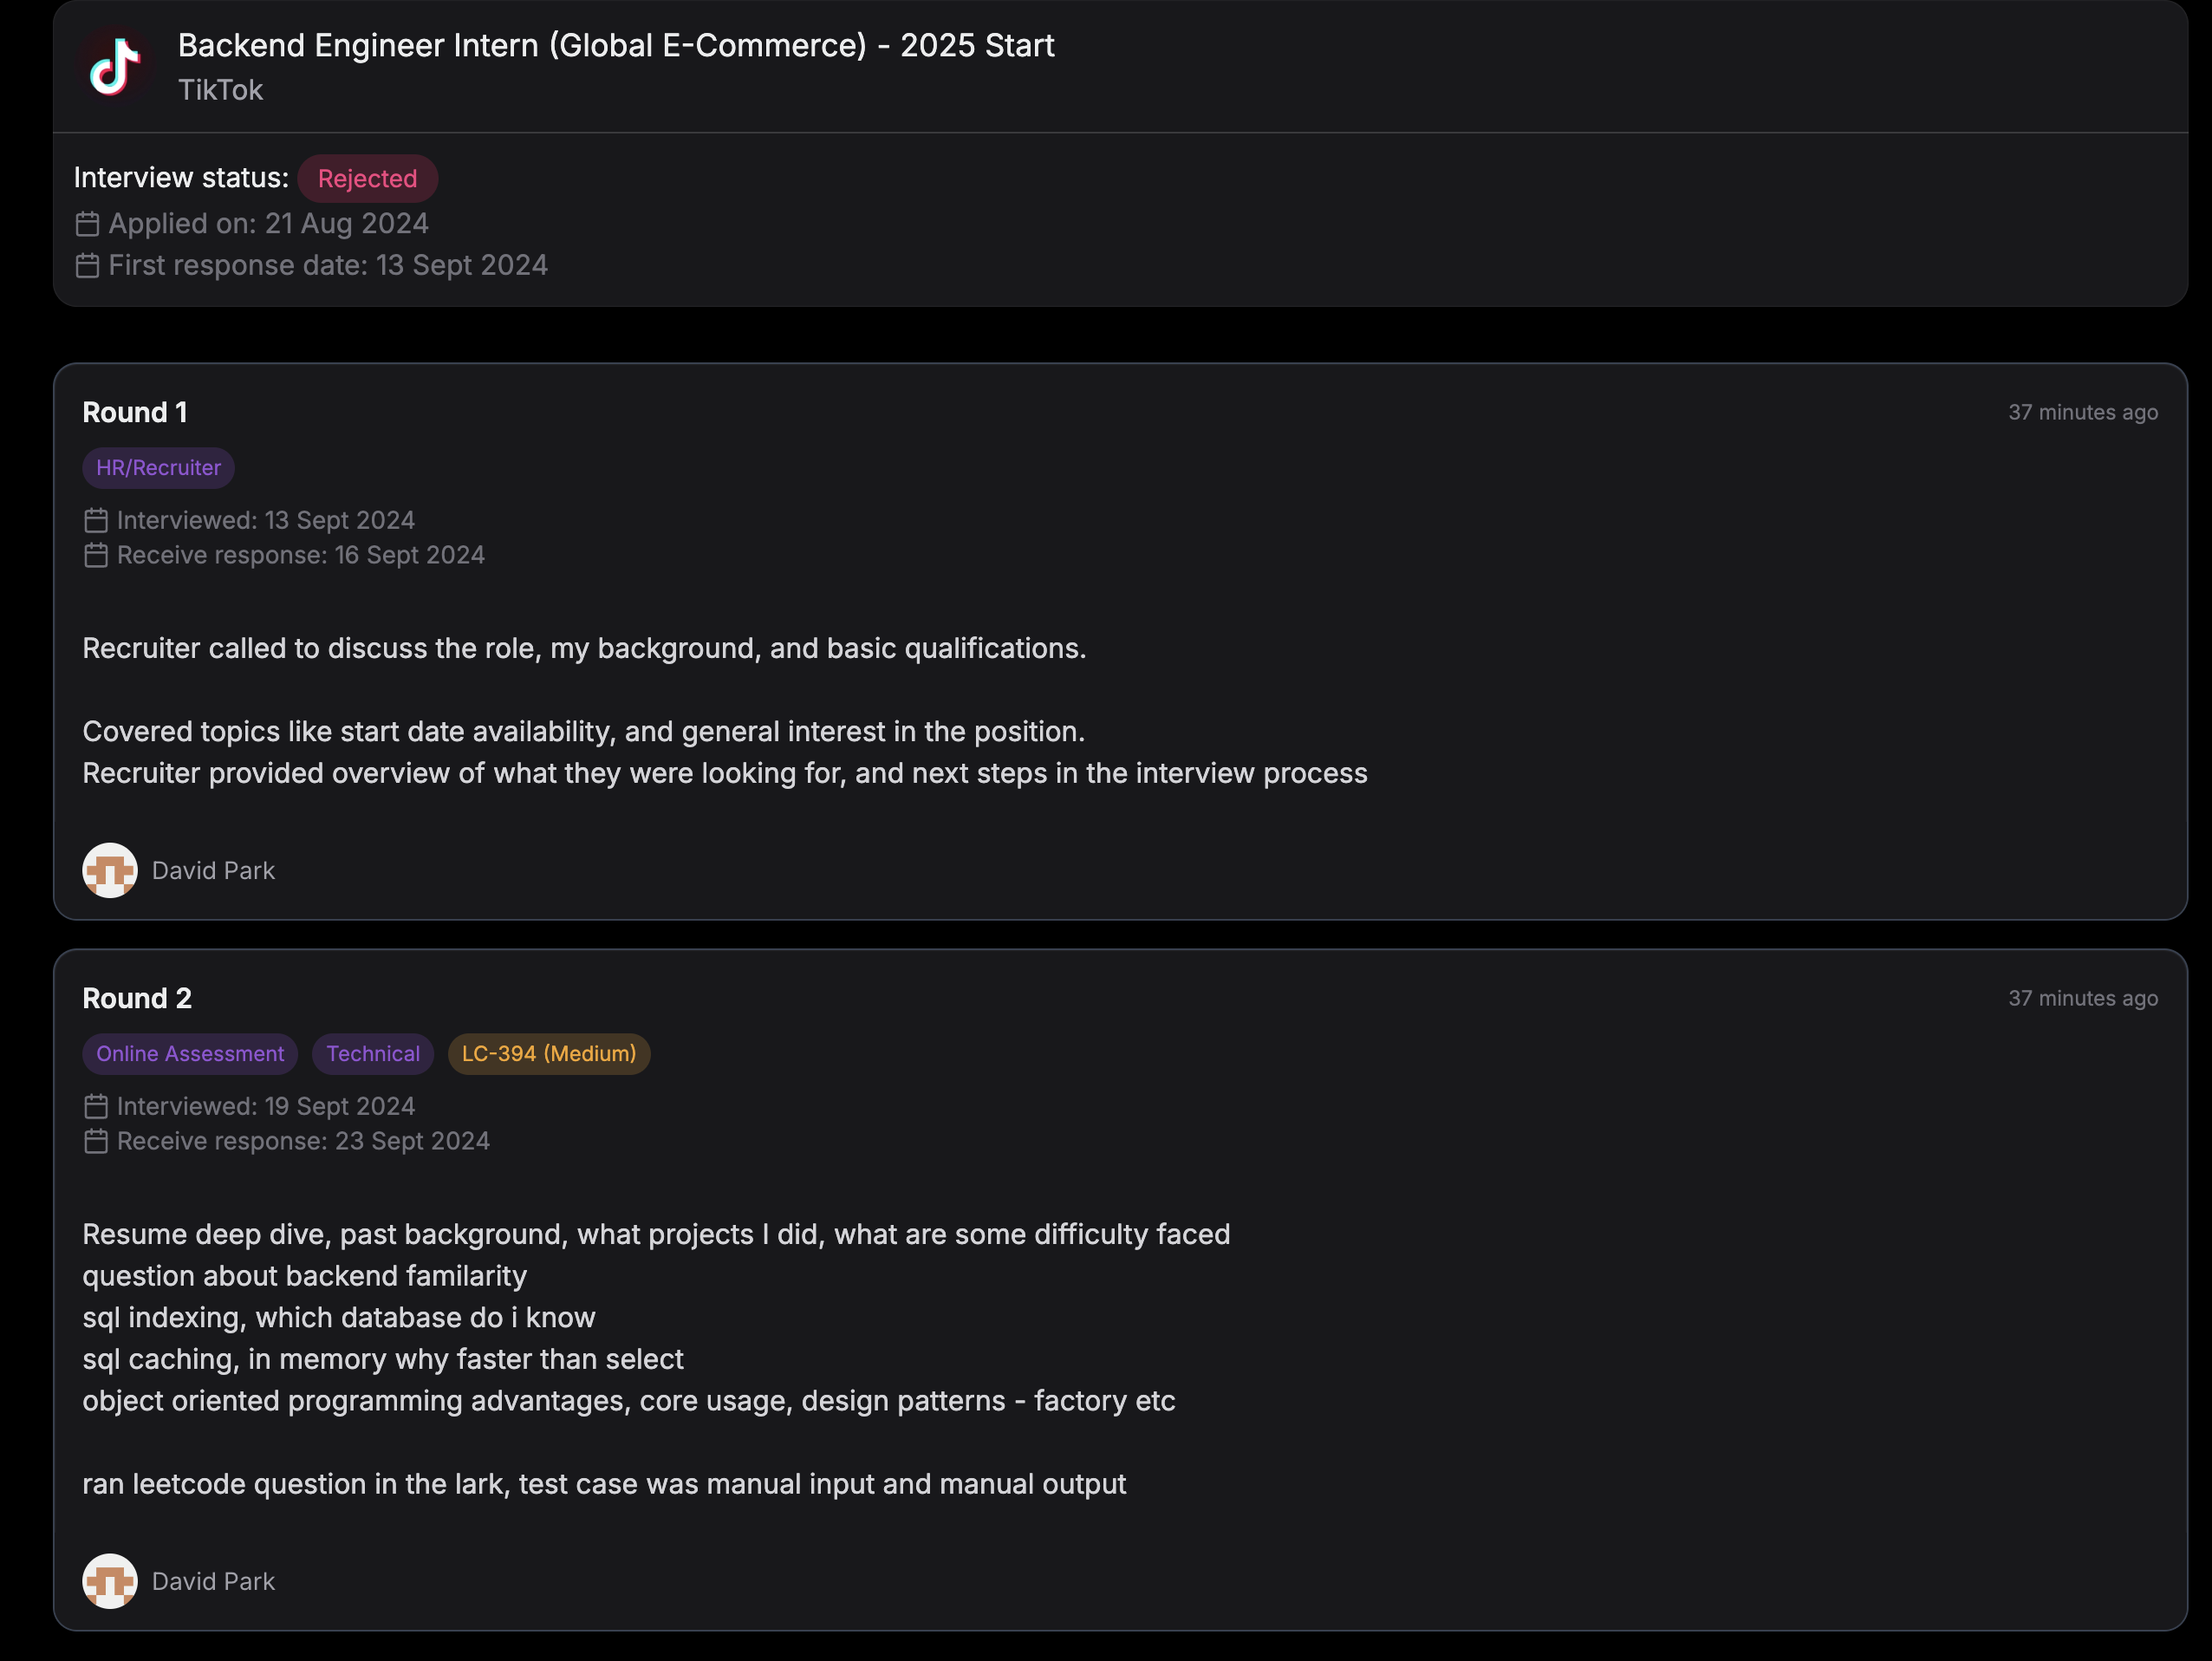 Backend Engineer Intern (Global E-Commerce) - 2025 Start
TikTok
Interview status: Rejected
Applied on: 21 Aug 2024
First response date: 13 Sept 2024
Round 1
37 minutes ago
HR/Recruiter
Interviewed: 13 Sept 2024
Receive response: 16 Sept 2024
Recruiter called to discuss the role, my background, and basic qualifications.
Covered topics like start date availability, and general interest in the position.
Recruiter provided overview of what they were looking for, and next steps in the interview process
David Park
Round 2
37 minutes ago
Online Assessment Technical LC-394 (Medium)
Interviewed: 19 Sept 2024
Receive response: 23 Sept 2024
Resume deep dive, past background, what projects I did, what are some difficulty faced
question about backend familarity
sql indexing, which database do i know
sql caching, in memory why faster than select
object oriented programming advantages, core usage, design patterns - factory etc
ran leetcode question in the lark, test case was manual input and manual output
David Park